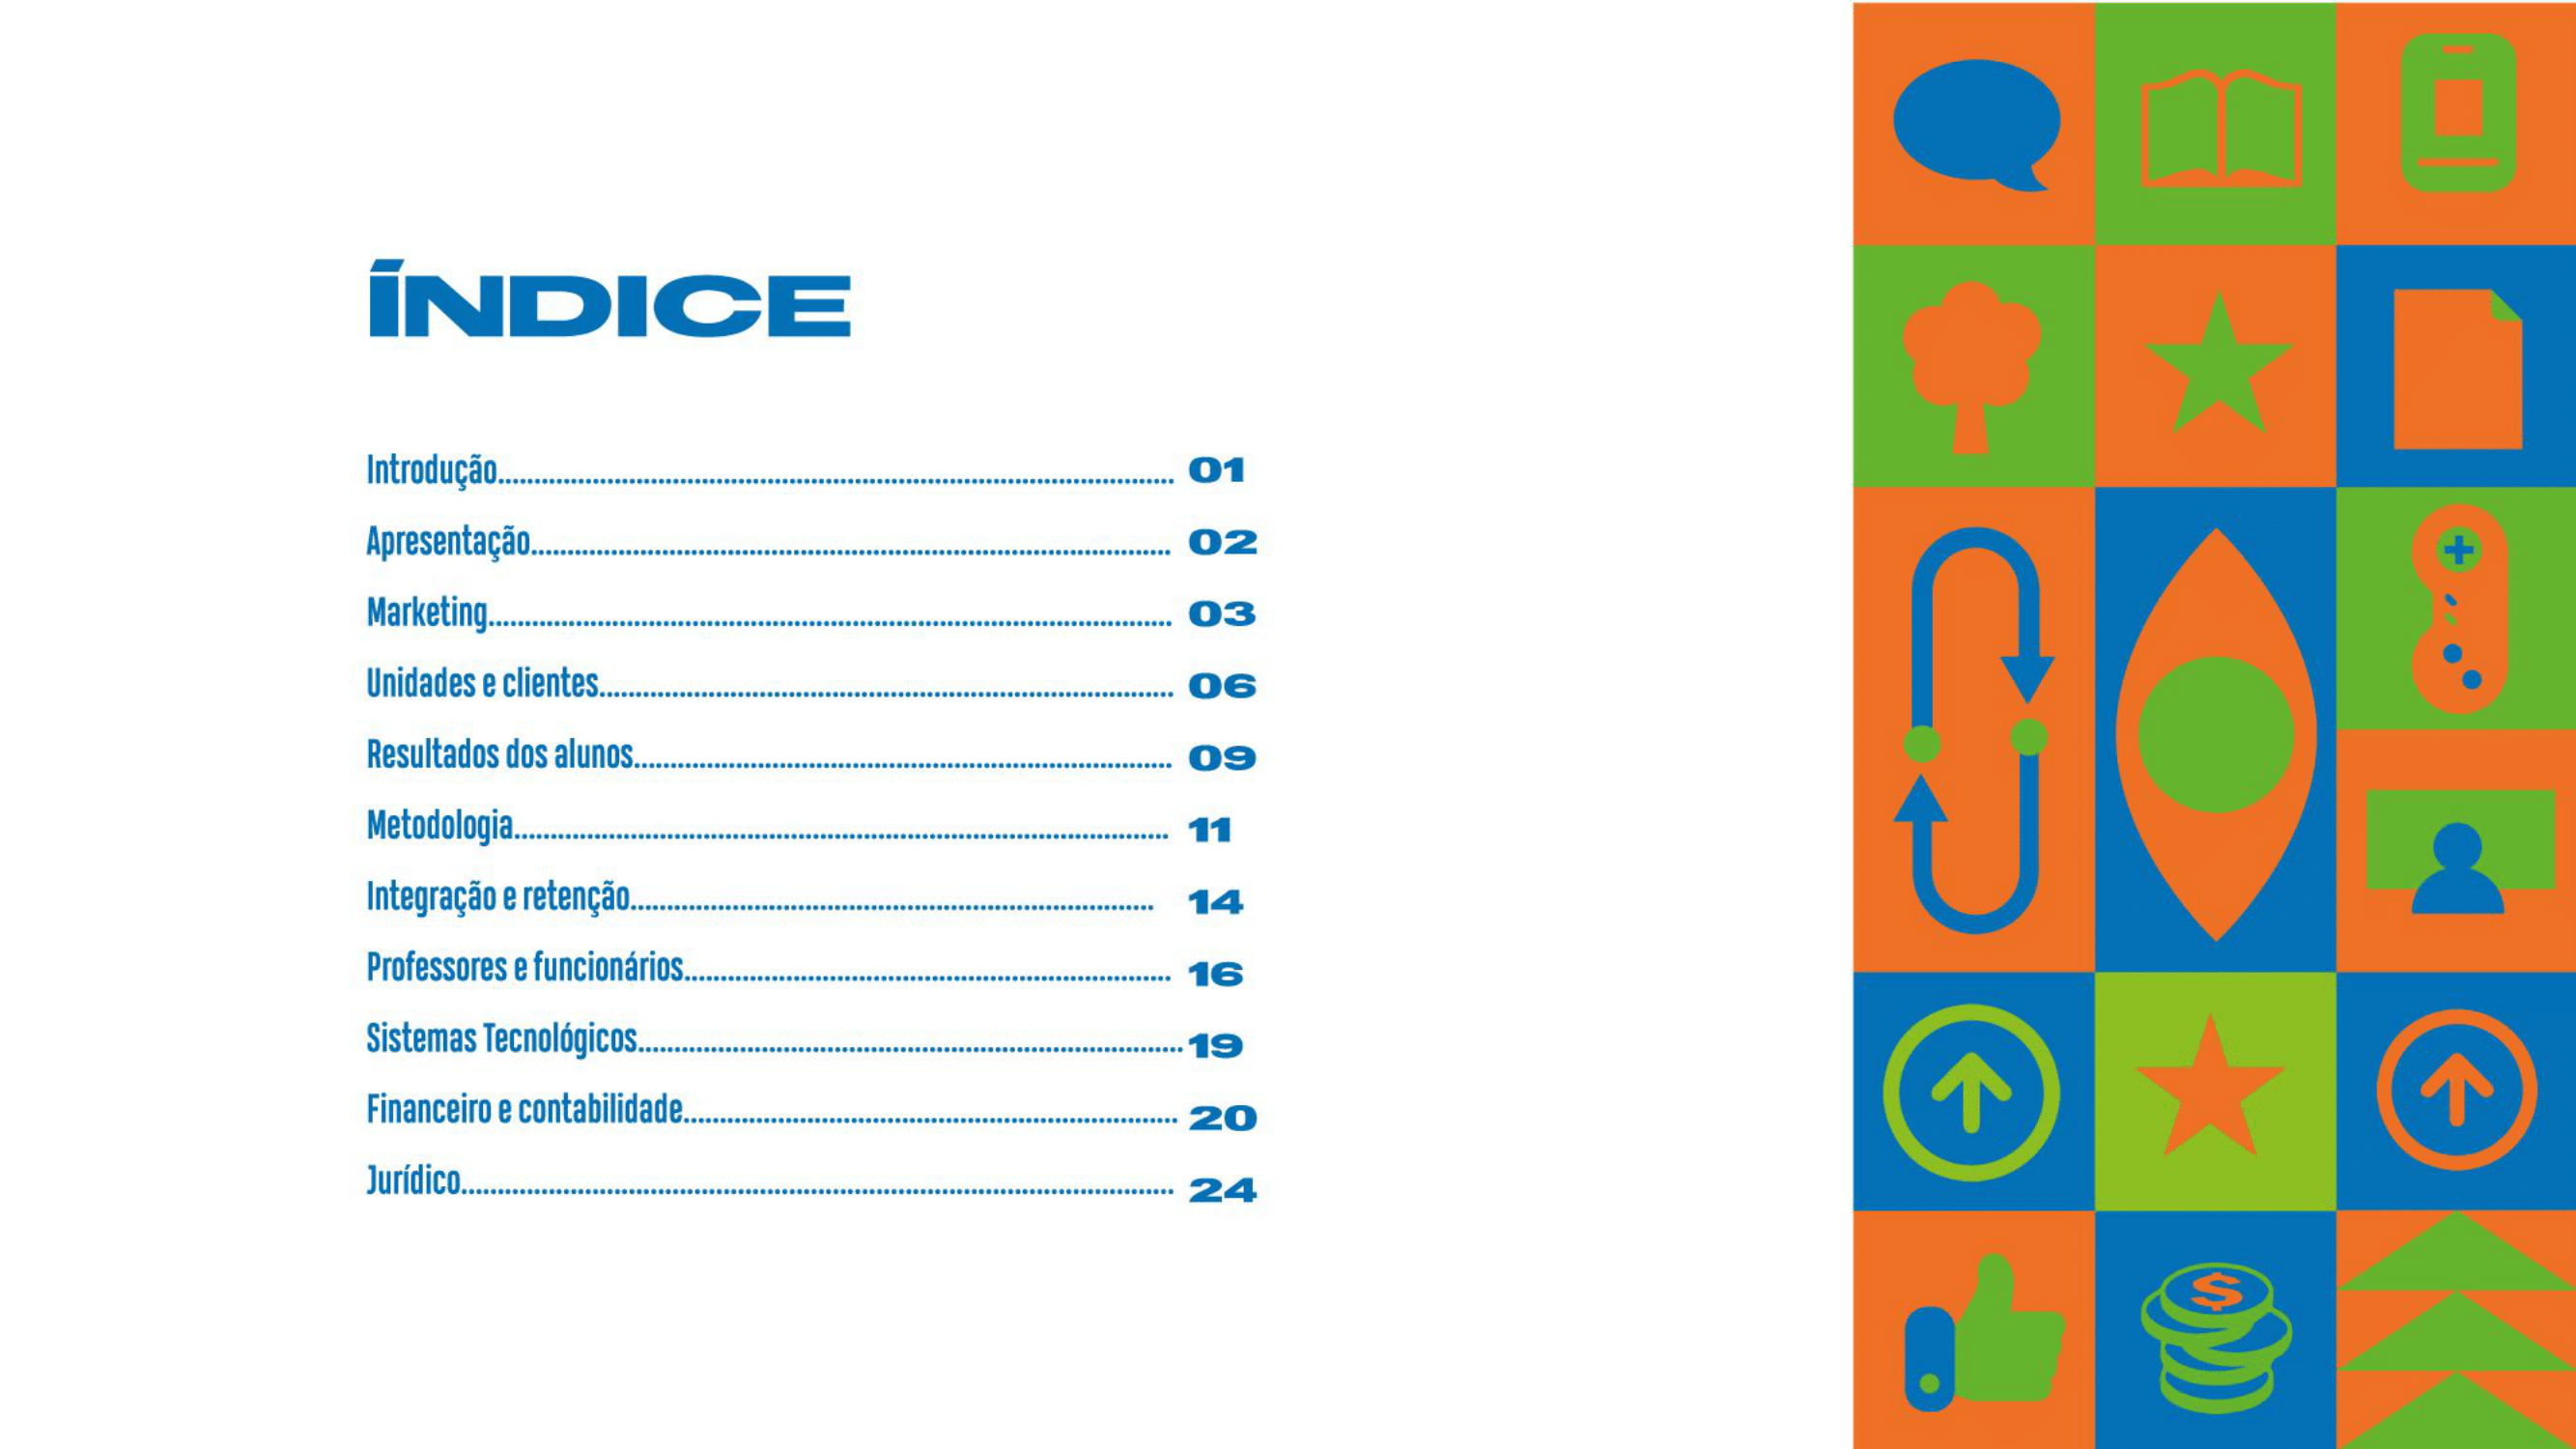 ÍNDICE
Introdução............................................................................................ 01
Apresentação....................................................................................... 02
Marketing............................................................................................. 03
Unidades e clientes.............................................................................. 06
Resultados dos alunos......................................................................... 09
Metodologia......................................................................................... 11
Integração e retenção....................................................................... 14
Professores e funcionários.................................................................. 16
Sistemas Tecnológicos..........................................................................19
Financeiro e contabilidade................................................................... 20
Jurídico................................................................................................. 24
$